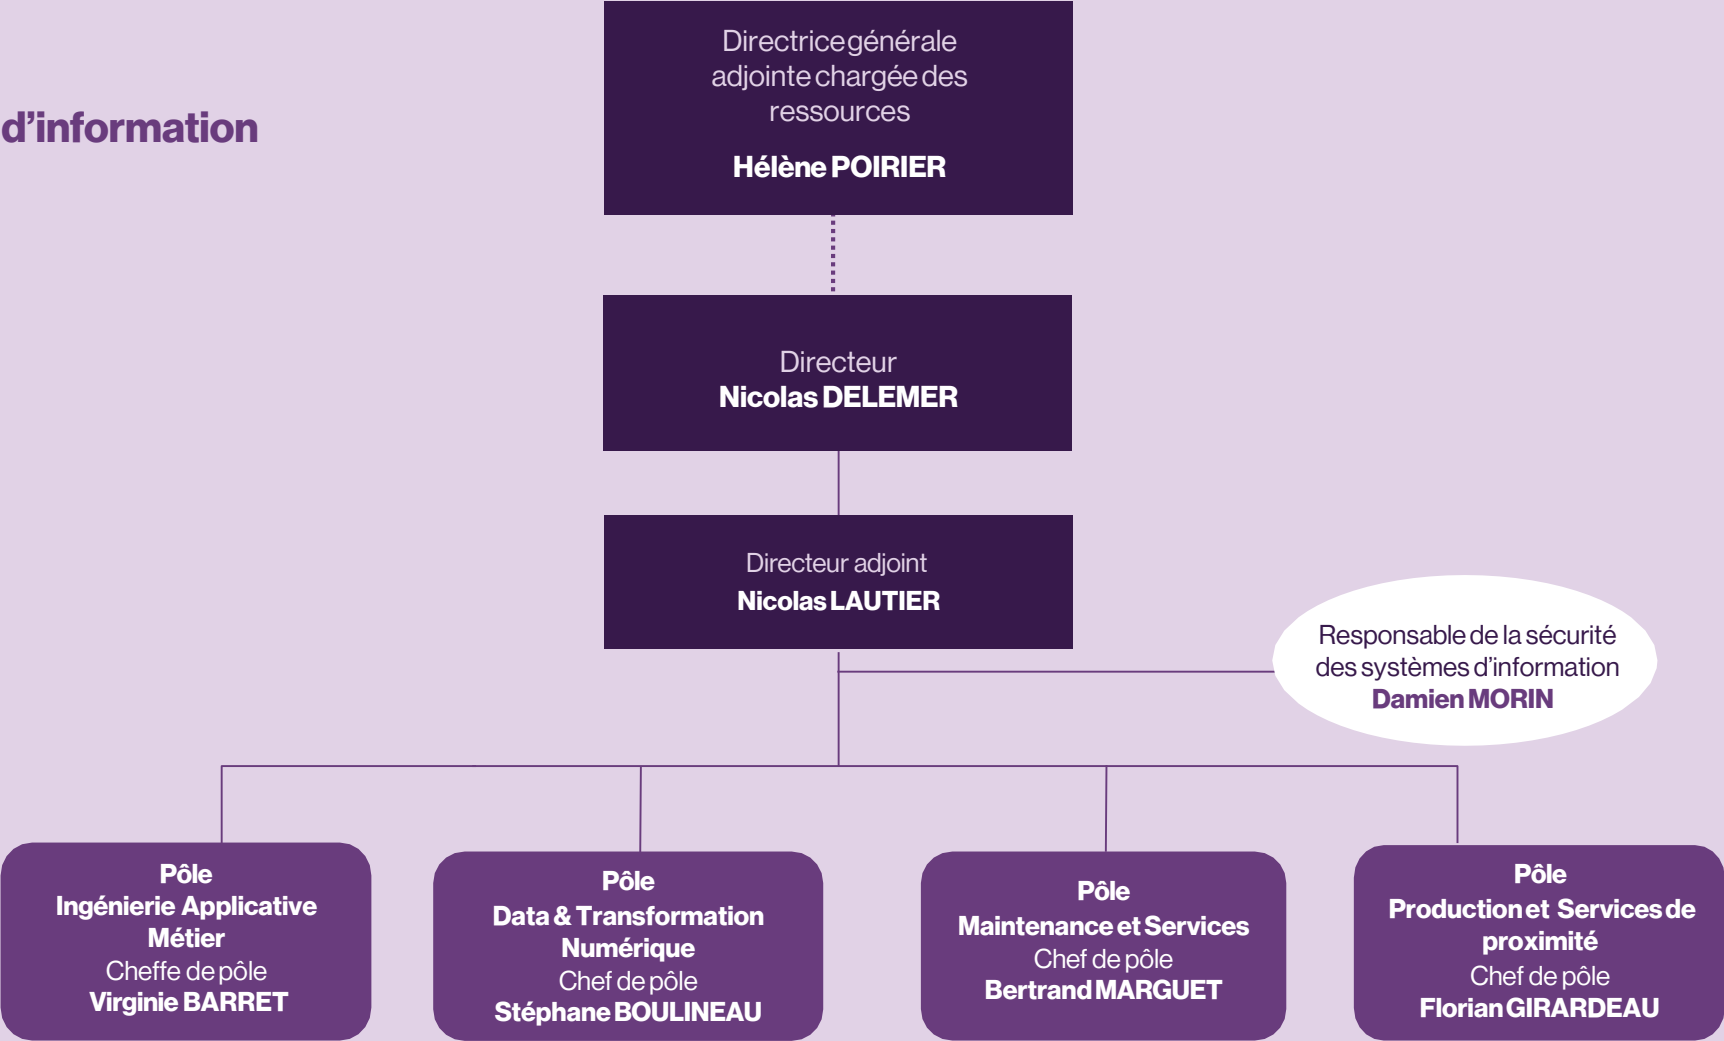 Directrice générale
adjointe chargée des
ressources
Hélène POIRIER
d’information
Directeur
Nicolas DELEMER
Directeur adjoint
Nicolas LAUTIER
Responsable de la sécurité
des systèmes d’information
Damien MORIN
Pôle
Ingénierie Applicative
Métier
Cheffe de pôle
Virginie BARRET
Pôle
Data & Transformation
Numérique
Chef de pôle
Stéphane BOULINEAU
Pôle
Maintenance et Services
Chef de pôle
Bertrand MARGUET
Pôle
Production et Services de
proximité
Chef de pôle
Florian GIRARDEAU